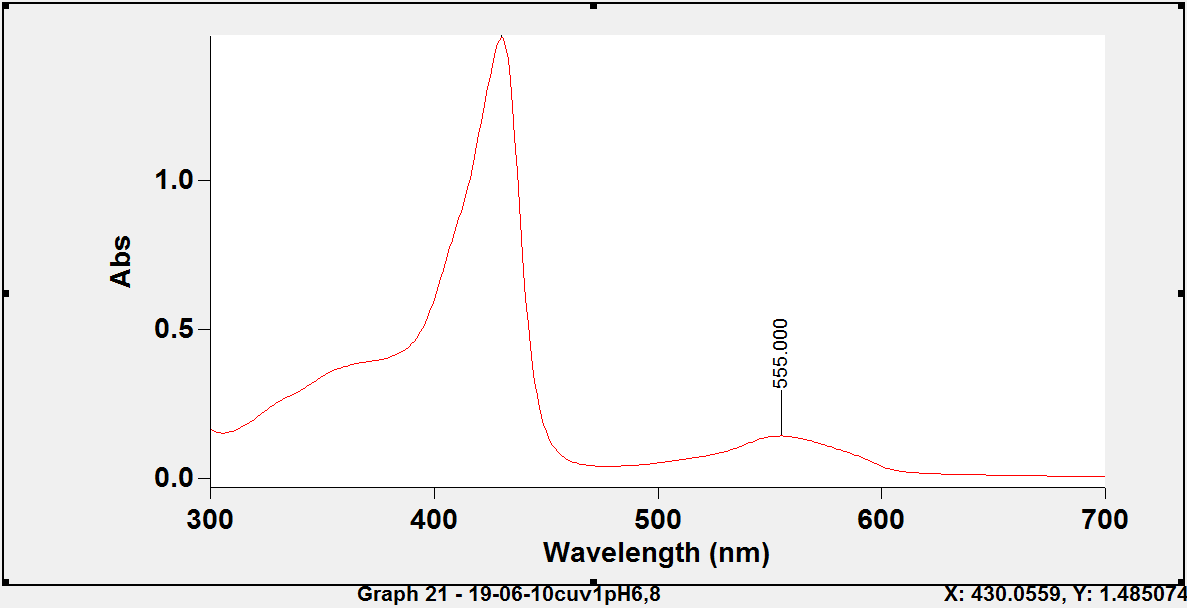 1.0
0.5
0.0
Abs
555.000
300 400 500 600 700
Wavelength (nm)
Graph 21 - 19-06-10cuv1pH6,8 X: 430.0559, Y: 1.485074